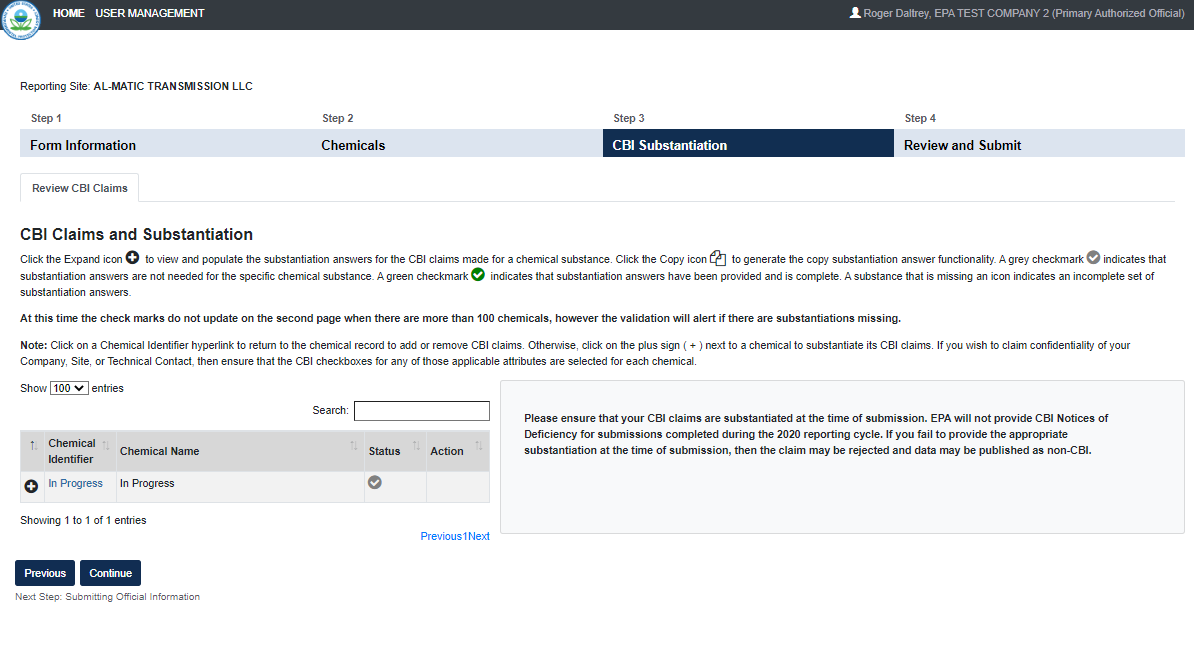 HOME USER MANAGEMENT
Roger Daltrey, EPA TEST COMPANY 2 (Primary Authorized Official)
Reporting Site: AL-MATIC TRANSMISSION LLC
Step 1 Step 2 Step 3 Step 4
Form Information Chemicals CBI Substantiation Review and Submit
Review CBI Claims
CBI Claims and Substantiation
Click the Expand icon to view and populate the substantiation answers for the CBI claims made for a chemical substance. Click the Copy icon to generate the copy substantiation answer functionality. A grey checkmark indicates that
substantiation answers are not needed for the specific chemical substance. A green checkmark indicates that substantiation answers have been provided and is complete. A substance that is missing an icon indicates an incomplete set of
substantiation answers.
At this time the check marks do not update on the second page when there are more than 100 chemicals, however the validation will alert if there are substantiations missing.
Note: Click on a Chemical Identifier hyperlink to return to the chemical record to add or remove CBI claims. Otherwise, click on the plus sign ( + ) next to a chemical to substantiate its CBI claims. If you wish to claim confidentiality of your
Company, Site, or Technical Contact, then ensure that the CBI checkboxes for any of those applicable attributes are selected for each chemical.
Show 100 entries
Search:
Chemical
Identifier Chemical Name Status Action
In Progress In Progress
Showing 1 to 1 of 1 entries
Previous1Next
Please ensure that your CBI claims are substantiated at the time of submission. EPA will not provide CBI Notices of
Deficiency for submissions completed during the 2020 reporting cycle. If you fail to provide the appropriate
substantiation at the time of submission, then the claim may be rejected and data may be published as non-CBI.
Previous Continue
Next Step: Submitting Official Information